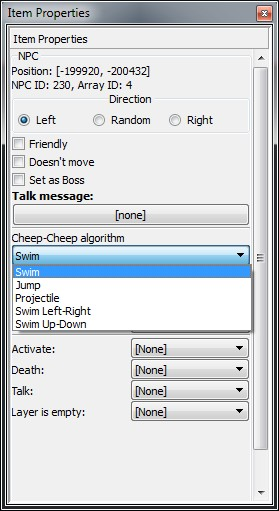 Item Properties
Item Properties
NPC
Position: [-199920, -200432]
NPC ID: 230, Array ID: 4
Direction
Left Random Right
Friendly
Doesn't move
Set as Boss
Talk message:
[none]
Cheep-Cheep algorithm
Swim
Swim
Jump
Projectile
Swim Left-Right
Swim Up-Down
Activate: [None]
Death: [None]
Talk: [None]
Layer is empty: [None]